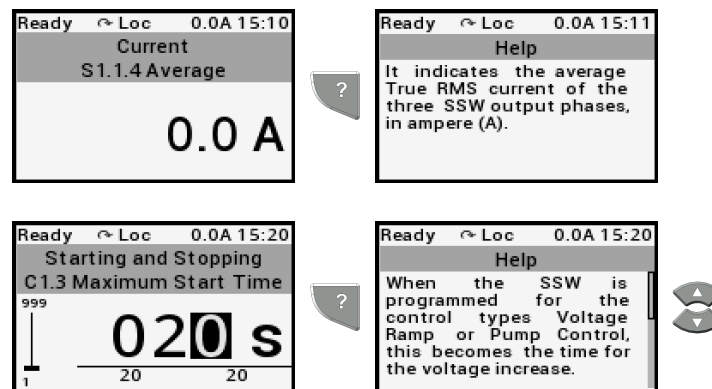 Ready Loc 0.0A 15:10
Current
S1.1.4 Average
0.0 A
?
Ready Loc 0.0A 15:11
Help
It indicates the average
True RMS current of the
three SSW output phases,
in ampere (A).
Ready Loc 0.0A 15:20
Starting and Stopping
C1.3 Maximum Start Time
999
020 s
1
20 20
?
Ready Loc 0.0A 15:20
Help
When the SSW is
programmed for the
control types Voltage
Ramp or Pump Control,
this becomes the time for
the voltage increase.